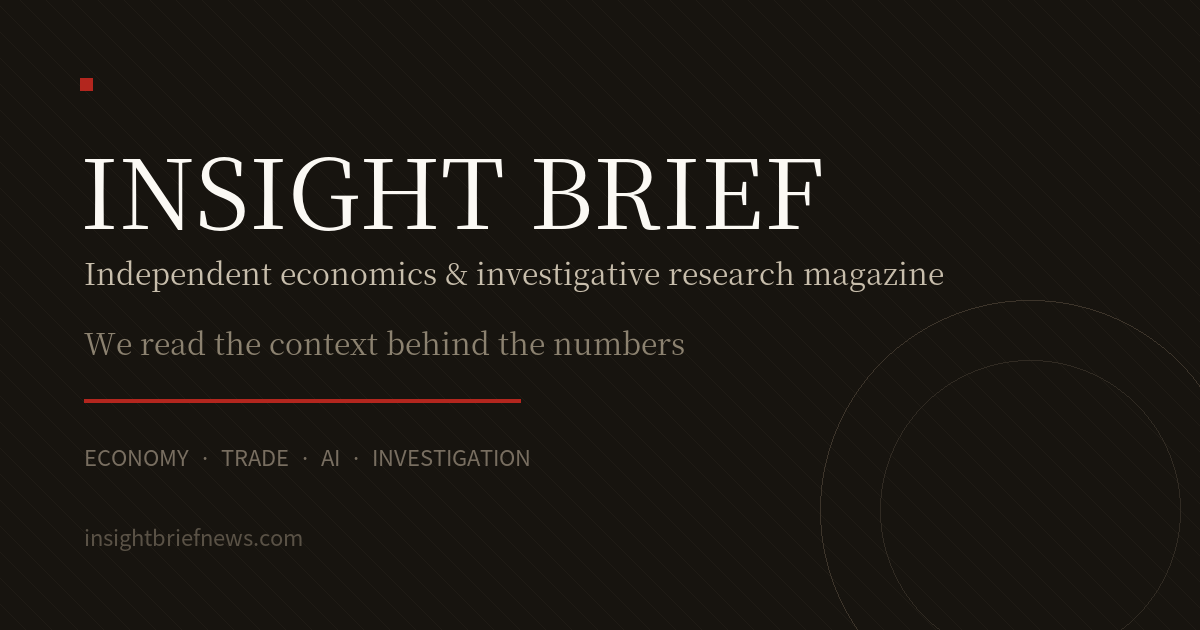 INSIGHT BRIEF
Independent economics & investigative research magazine
We read the context behind the numbers
ECONOMY · TRADE · AI · INVESTIGATION
insightbriefnews.com